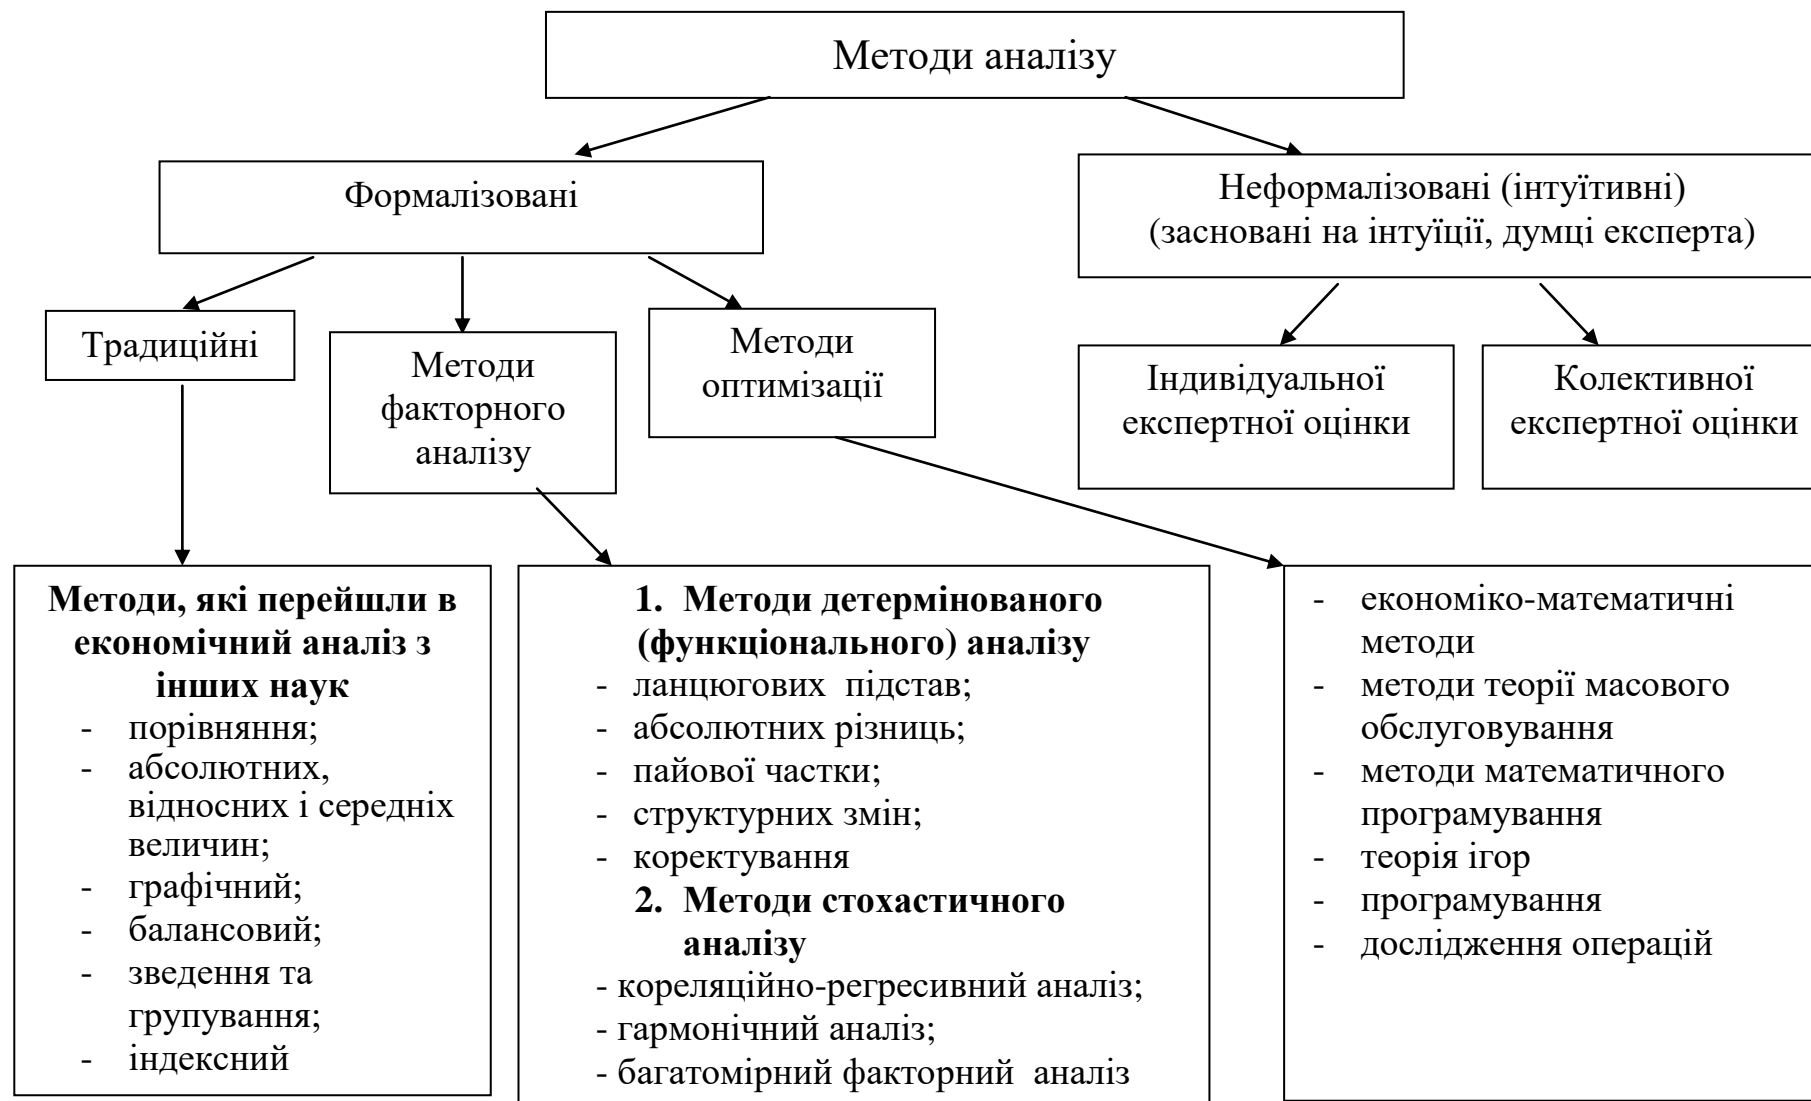 Методи аналізу
Формалізовані
Неформалізовані (інтуїтивні)
(засновані на інтуїції, думці експерта)
Традиційні
Методи
факторного
аналізу
Методи
оптимізації
Індивідуальної
експертної оцінки
Колективної
експертної оцінки
Методи, які перейшли в
економічний аналіз з
інших наук
- порівняння;
- абсолютних,
відносних і середніх
величин;
- графічний;
- балансовий;
- зведення та
групування;
- індексний
1. Методи детермінованого
(функціонального) аналізу
- ланцюгових підстав;
- абсолютних різниць;
- пайової частки;
- структурних змін;
- коректування
2. Методи стохастичного
аналізу
- кореляційно-регресивний аналіз;
- гармонічний аналіз;
- багатомірний факторний аналіз
- економіко-математичні
методи
- методи теорії масового
обслуговування
- методи математичного
програмування
- теорія ігор
- програмування
- дослідження операцій